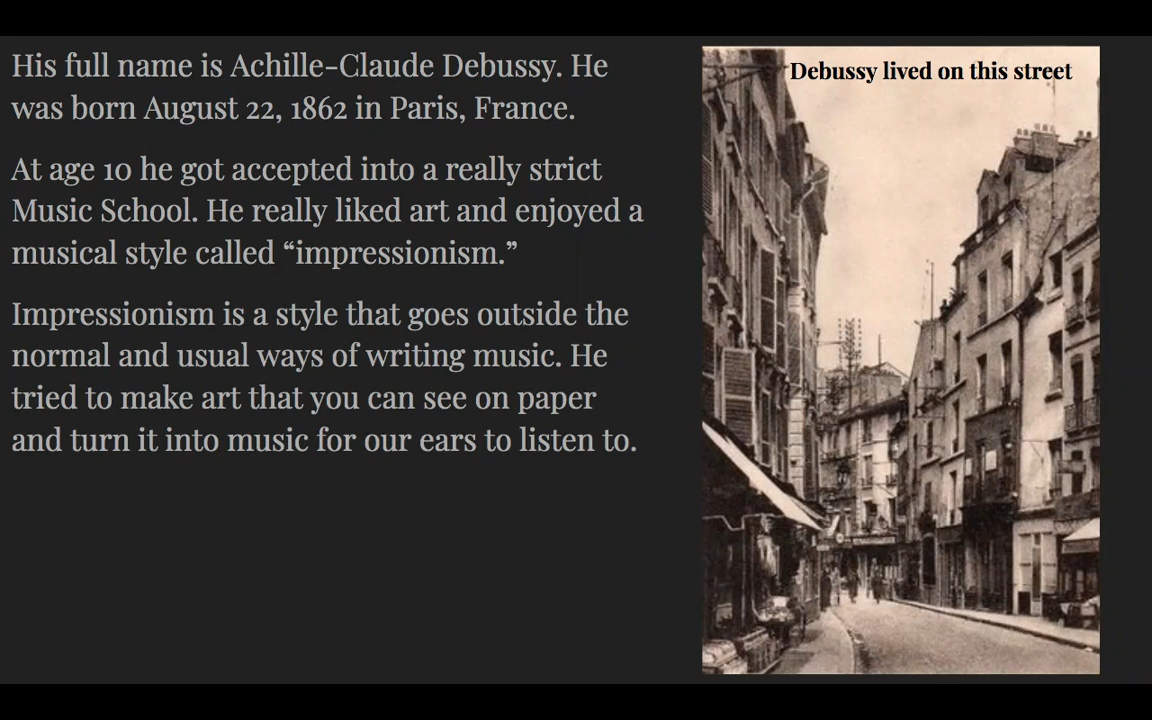 His full name is Achille-Claude Debussy. He
was born August 22, 1862 in Paris, France.
At age 10 he got accepted into a really strict
Music School. He really liked art and enjoyed a
musical style called “impressionism.”
Impressionism is a style that goes outside the
normal and usual ways of writing music. He
tried to make art that you can see on paper
and turn it into music for our ears to listen to.
Debussy lived on this street